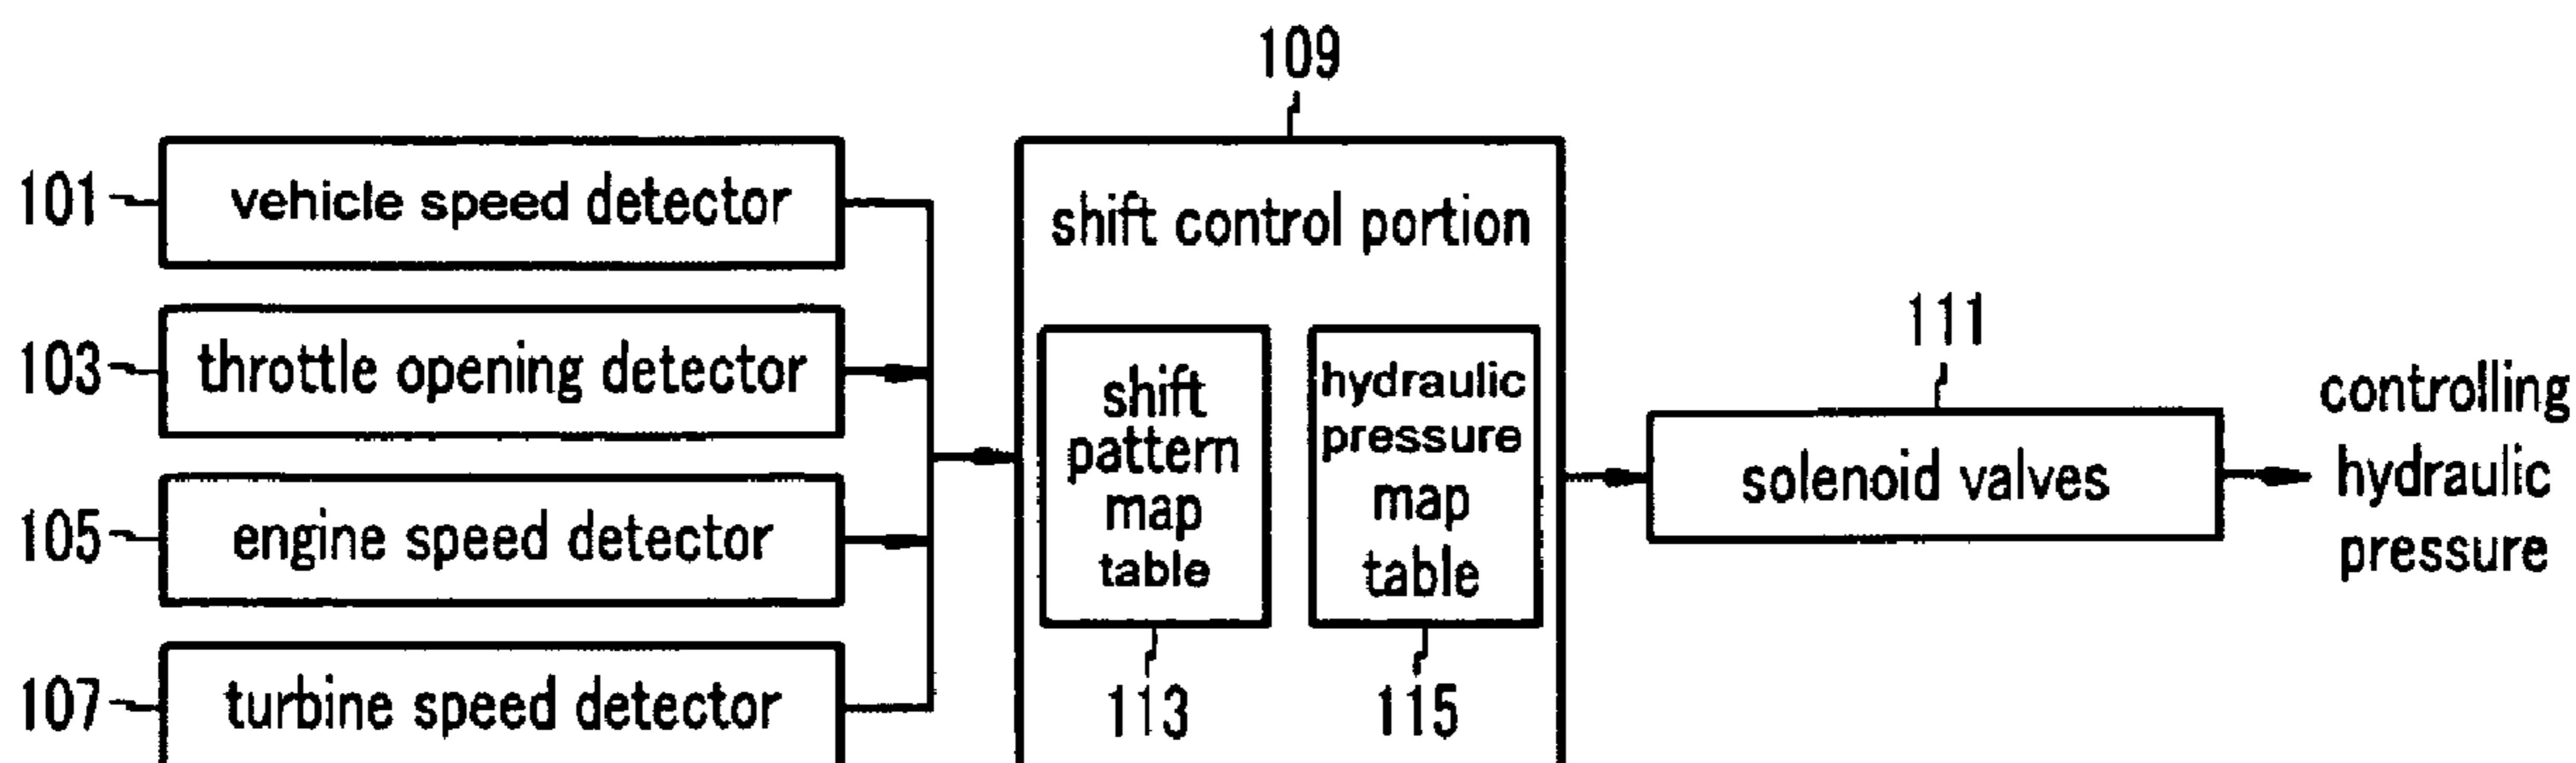 109
101
vehicle speed detector
shift control portion
103
throttle opening detector
shift
pattern
map
table
hydraulic
pressure
map
table
111
controlling
hydraulic
pressure
105
engine speed detector
solenoid valves
107
turbine speed detector
113
115